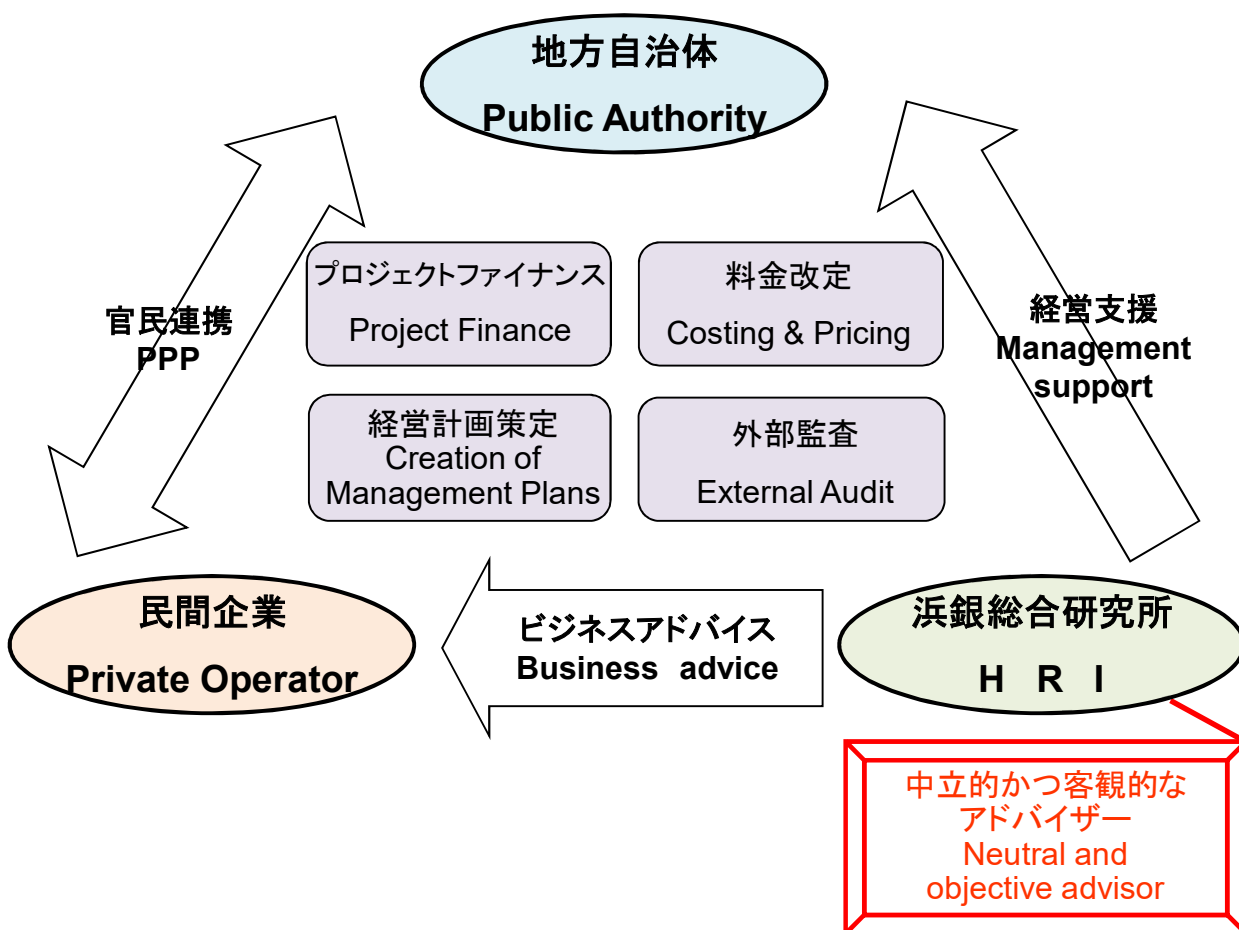 地方自治体
Public Authority
プロジェクトファイナンス
Project Finance
料金改定
Costing & Pricing
官民連携
PPP
経営支援
Management
support
経営計画策定
Creation of
Management Plans
外部監査
External Audit
民間企業
Private Operator
ビジネスアドバイス
Business advice
浜銀総合研究所
H R I
中立的かつ客観的な
アドバイザー
Neutral and
objective advisor